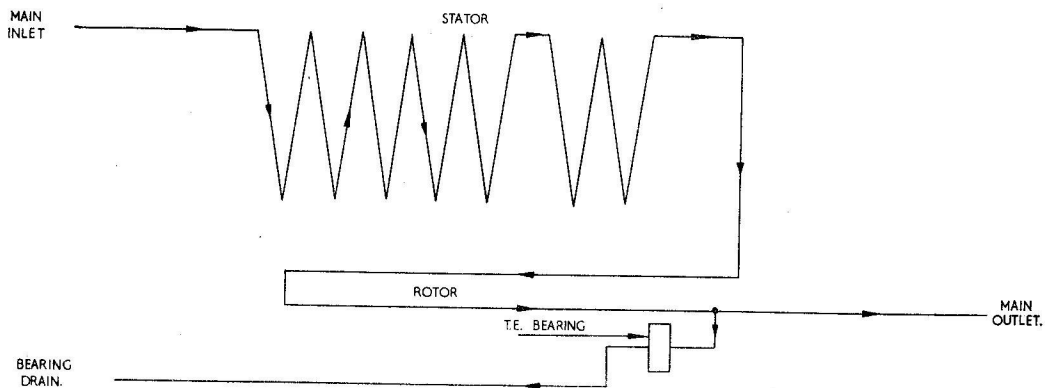 MAIN
INLET
STATOR
ROTOR
T.E. BEARING
MAIN
OUTLET.
BEARING
DRAIN.